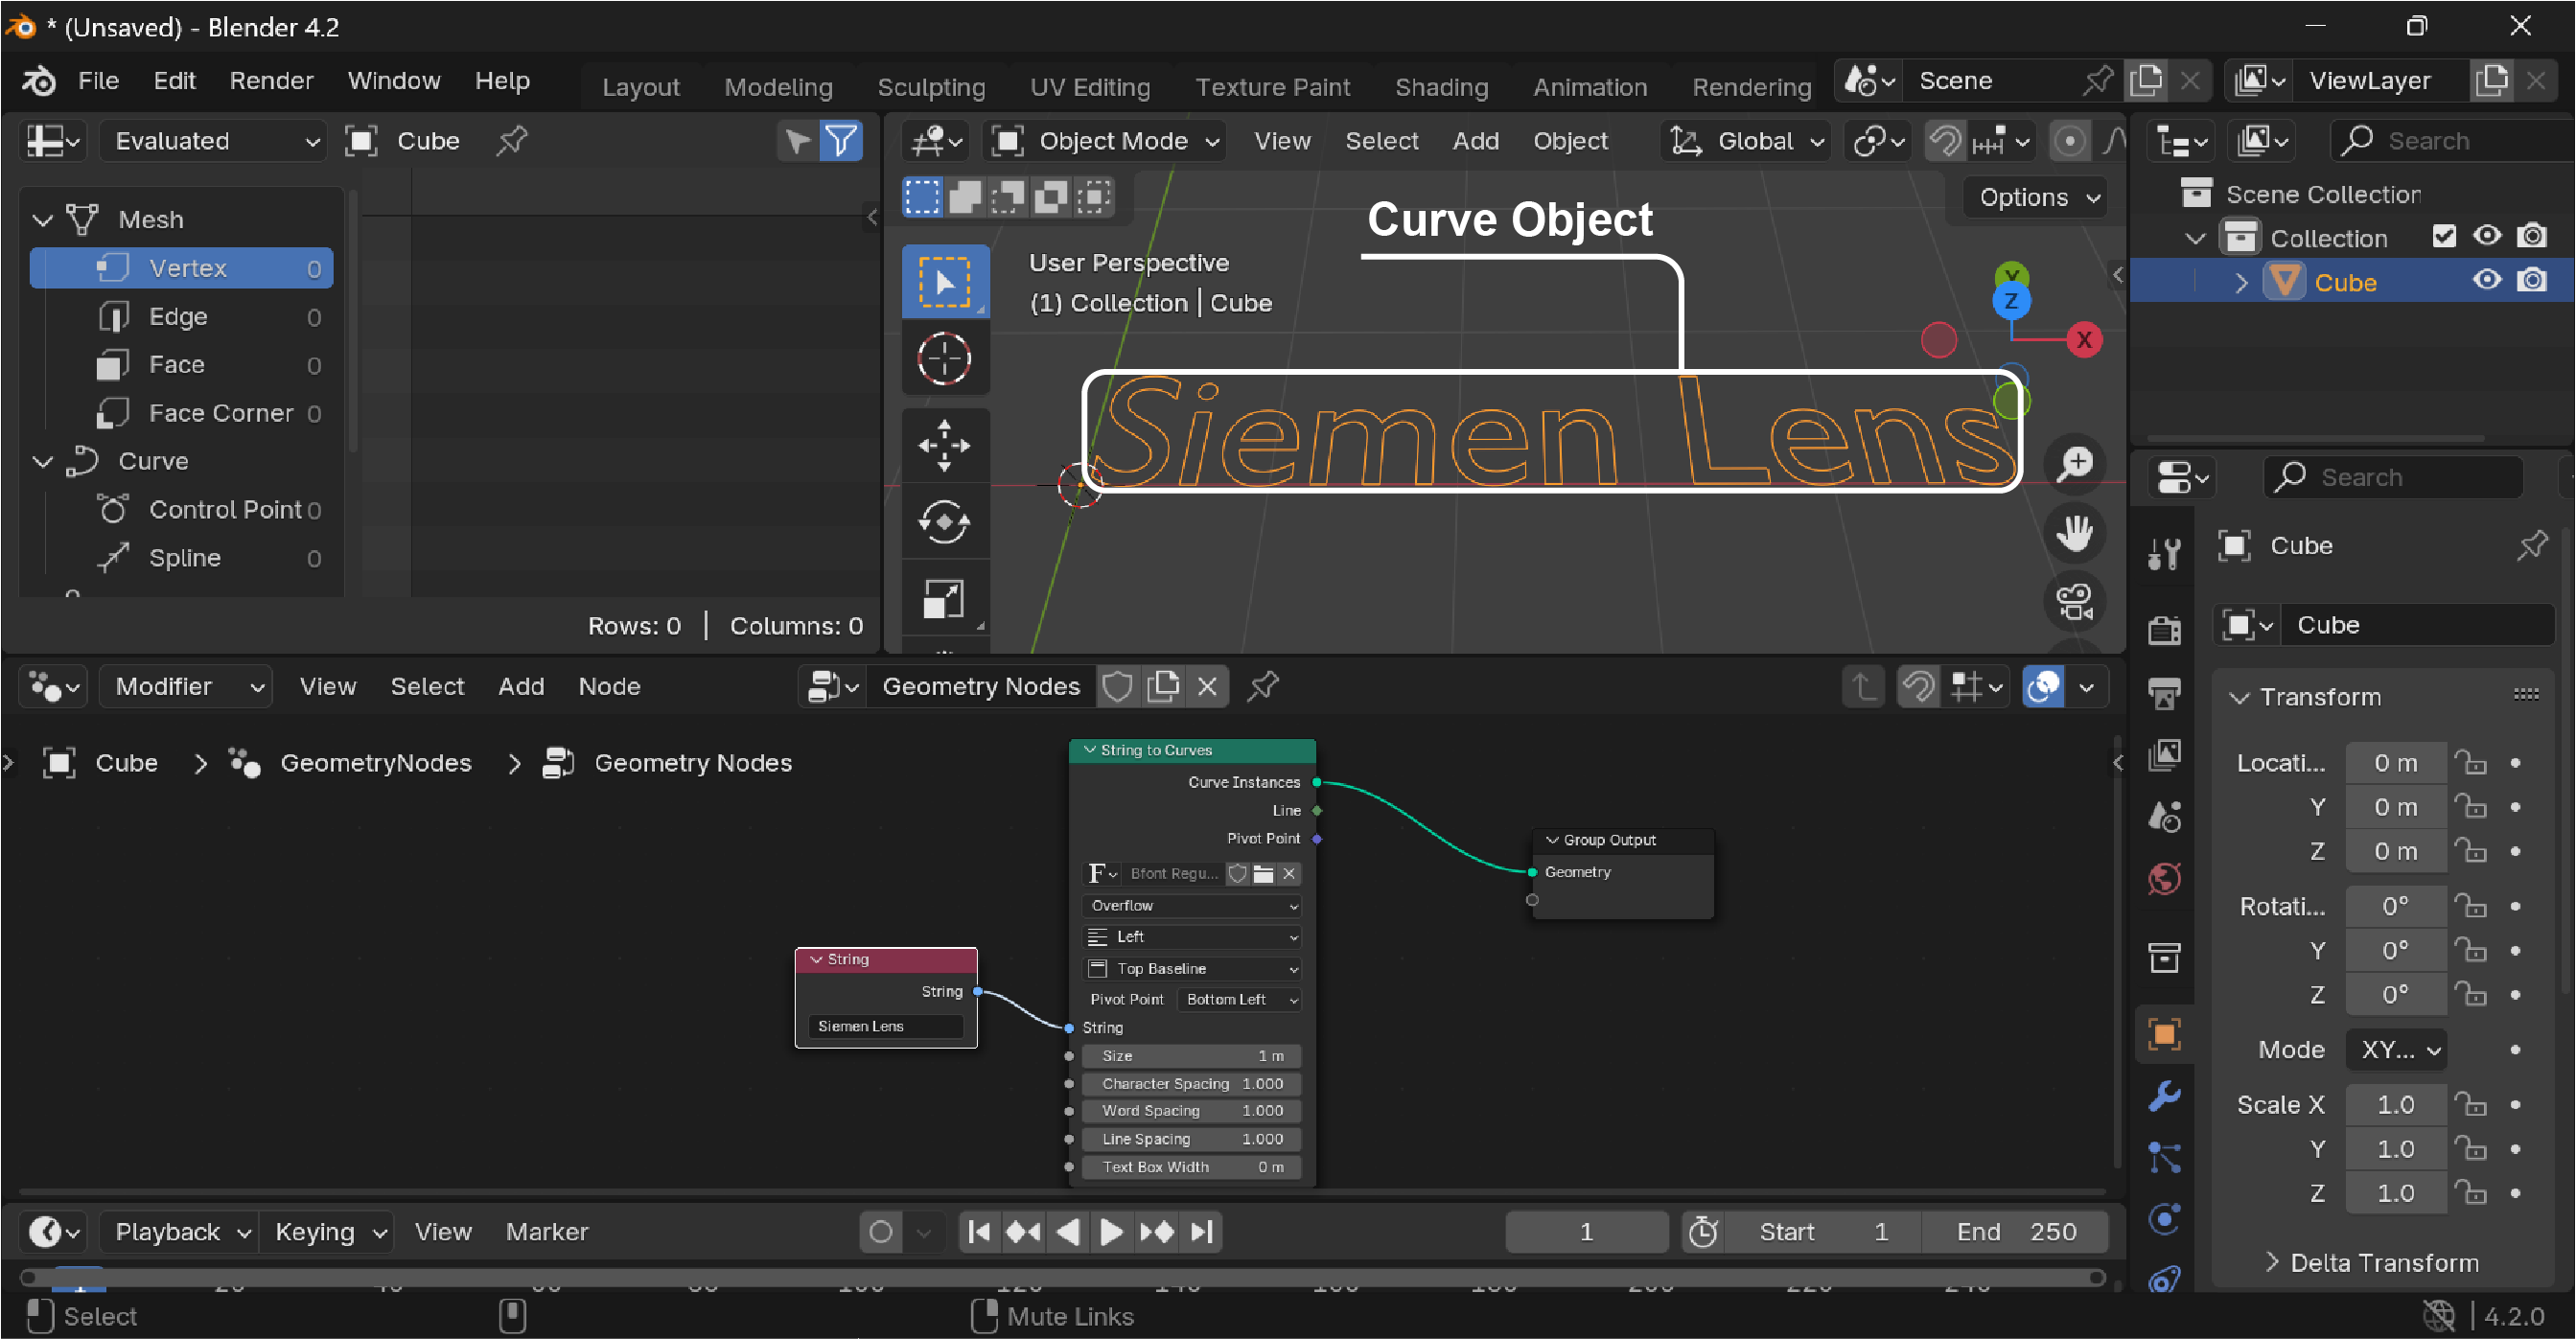 * (Unsaved) - Blender 4.2
File Edit Render Window Help Layout Modeling Sculpting UV Editing Texture Paint Shading Animation Rendering Scene ViewLayer
Evaluated Cube
Object Mode View Select Add Object Global
Search
Options
Mesh
Vertex 0
Edge 0
Face 0
Face Corner 0
Curve
Control Point 0
Spline 0
Rows: 0 | Columns: 0
Curve Object
User Perspective
(1) Collection | Cube
Y
Z
X
Siemen Lens
Scene Collection
Collection
Cube
Search
Cube
Cube
Transform
Locati... 0 m
Y 0 m
Z 0 m
Rotati... 0°
Y 0°
Z 0°
Mode XY...
Scale X 1.0
Y 1.0
Z 1.0
Delta Transform
Modifier View Select Add Node Geometry Nodes
Cube > GeometryNodes > Geometry Nodes
String
String
Siemen Lens
String to Curves
Curve Instances
Line
Pivot Point
F Bfont Regu...
Overflow
Left
Top Baseline
Pivot Point Bottom Left
String
Size 1 m
Character Spacing 1.000
Word Spacing 1.000
Line Spacing 1.000
Text Box Width 0 m
Group Output
Geometry
Playback Keying View Marker 1 Start 1 End 250
Select Mute Links 4.2.0